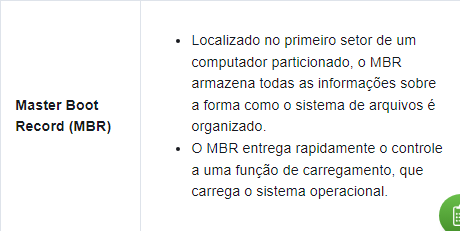 Master Boot
Record (MBR)
Localizado no primeiro setor de um
computador particionado, o MBR
armazena todas as informações sobre
a forma como o sistema de arquivos é
organizado.
O MBR entrega rapidamente o controle
a uma função de carregamento, que
carrega o sistema operacional.